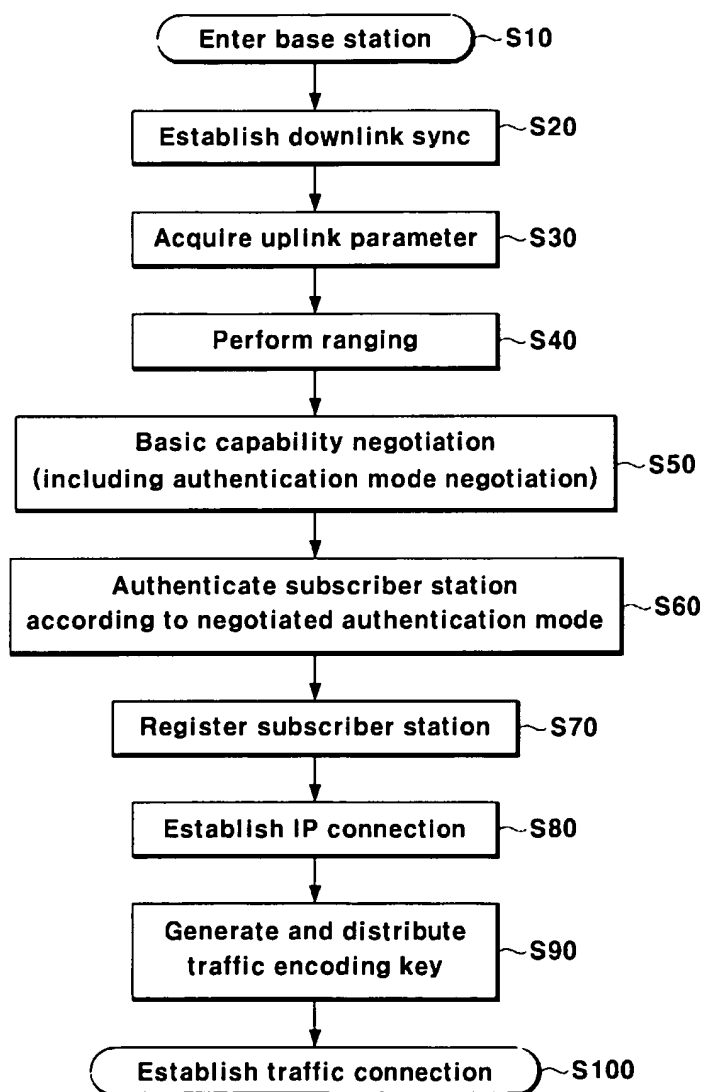 Enter base station S10
Establish downlink sync S20
Acquire uplink parameter S30
Perform ranging S40
Basic capability negotiation
(including authentication mode negotiation) S50
Authenticate subscriber station
according to negotiated authentication mode S60
Register subscriber station S70
Establish IP connection S80
Generate and distribute
traffic encoding key S90
Establish traffic connection S100